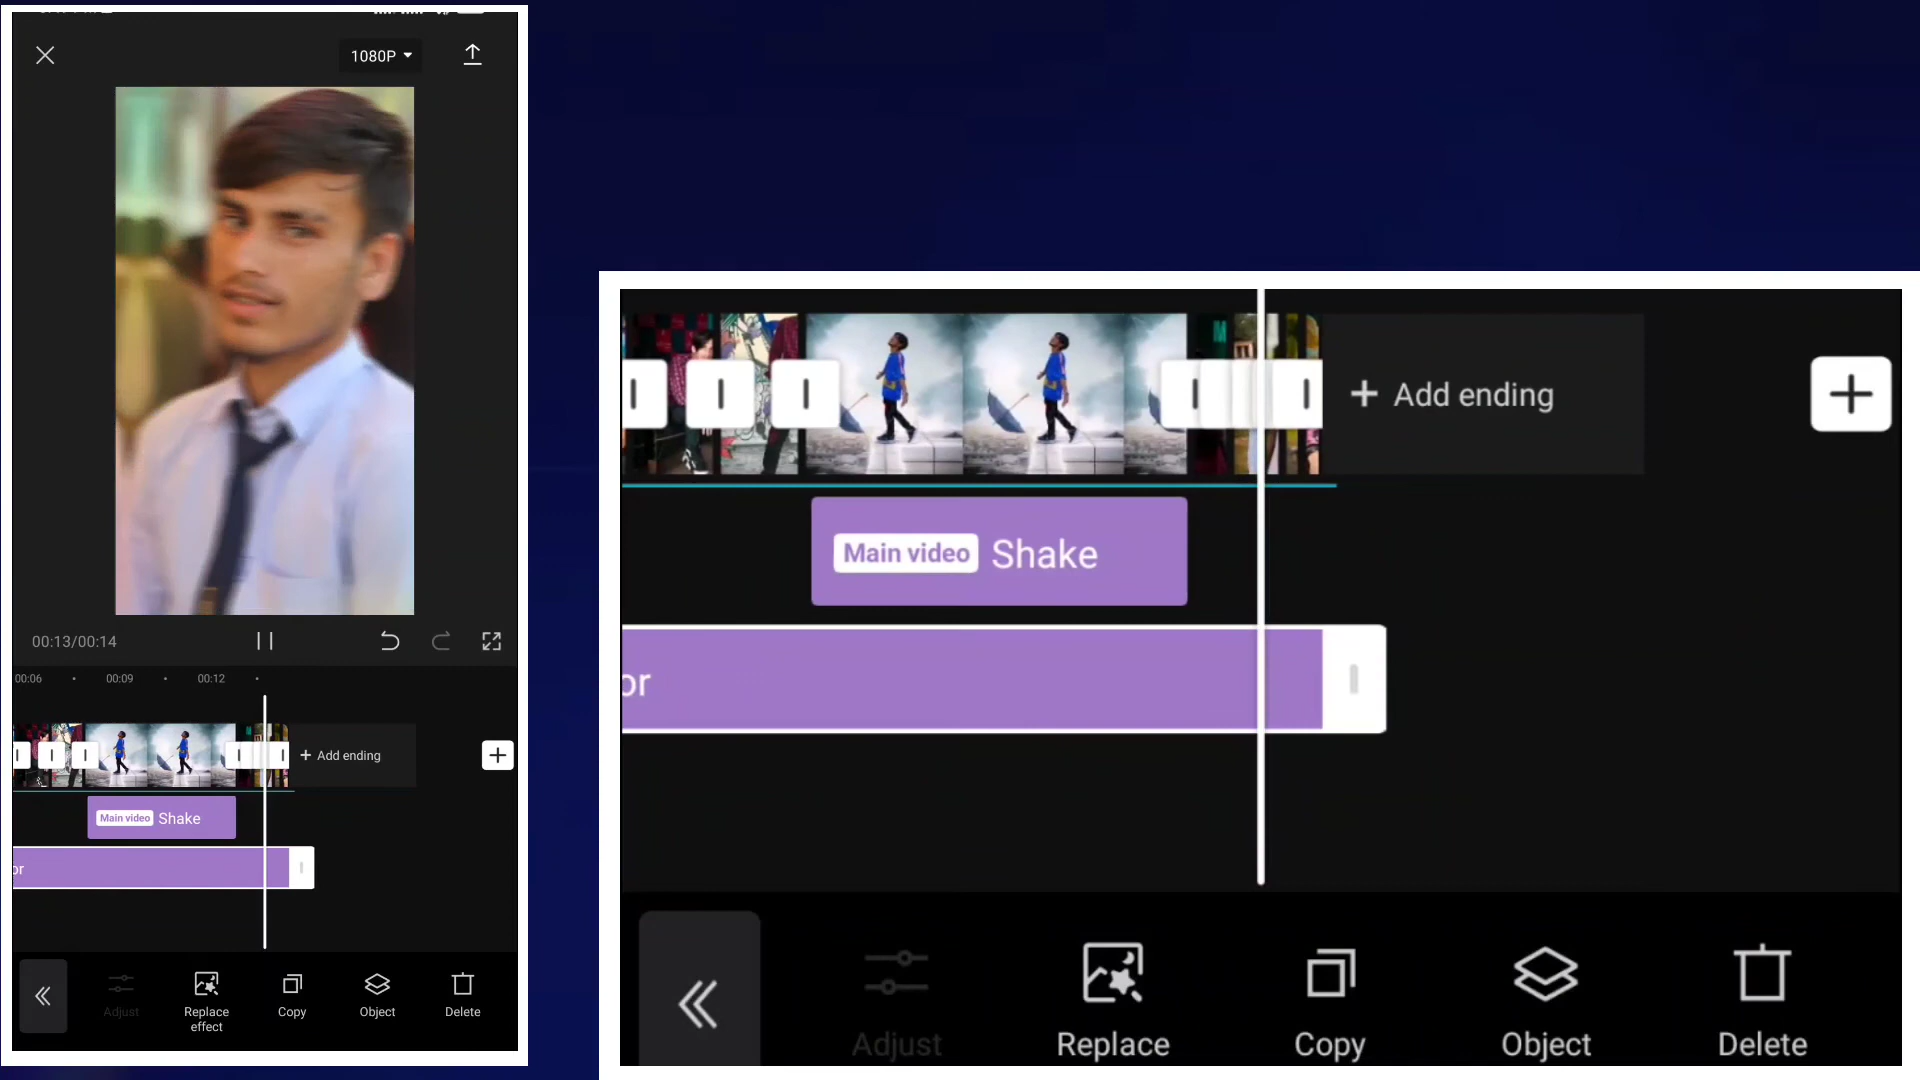 1080P
00:13/00:14
00:06
00:09
00:12
+ Add ending
Main video Shake
or
Adjust
Replace effect
Copy
Object
Delete
+ Add ending
Main video Shake
or
Adjust
Replace
Copy
Object
Delete